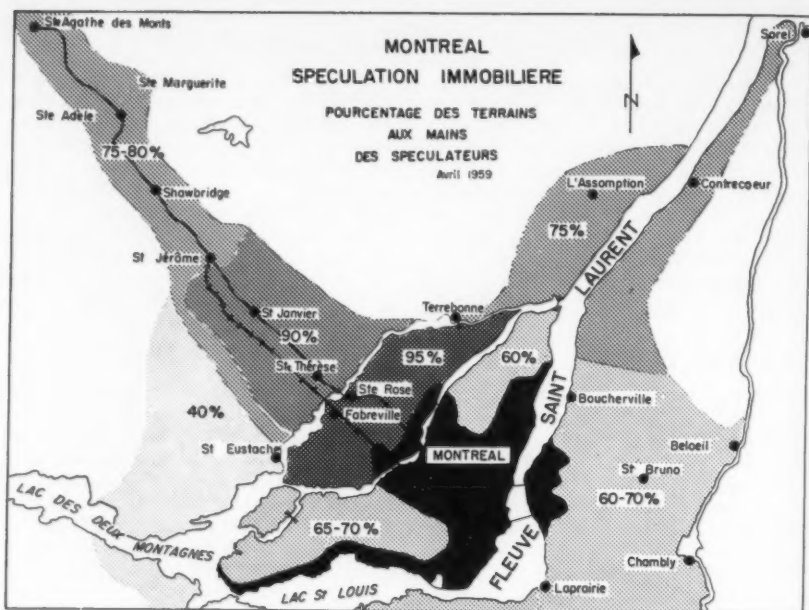 Ste Agathe des Monts
Sorel
MONTREAL
SPECULATION IMMOBILIERE
POURCENTAGE DES TERRAINS
AUX MAINS
DES SPECULATEURS
Avril 1959
N
Ste Marguerite
Ste Adèle
75-80%
Shawbridge
L'Assomption
Contrecoeur
75%
St Jérôme
St Janvier
Terrebonne
90%
95%
60%
Ste Thérèse
Ste Rose
Fabreville
40%
St Eustache
MONTREAL
FLEUVE SAINT LAURENT
Boucherville
Beloeil
St Bruno
60-70%
LAC DES DEUX MONTAGNES
65-70%
Chambly
LAC St LOUIS
Laprairie